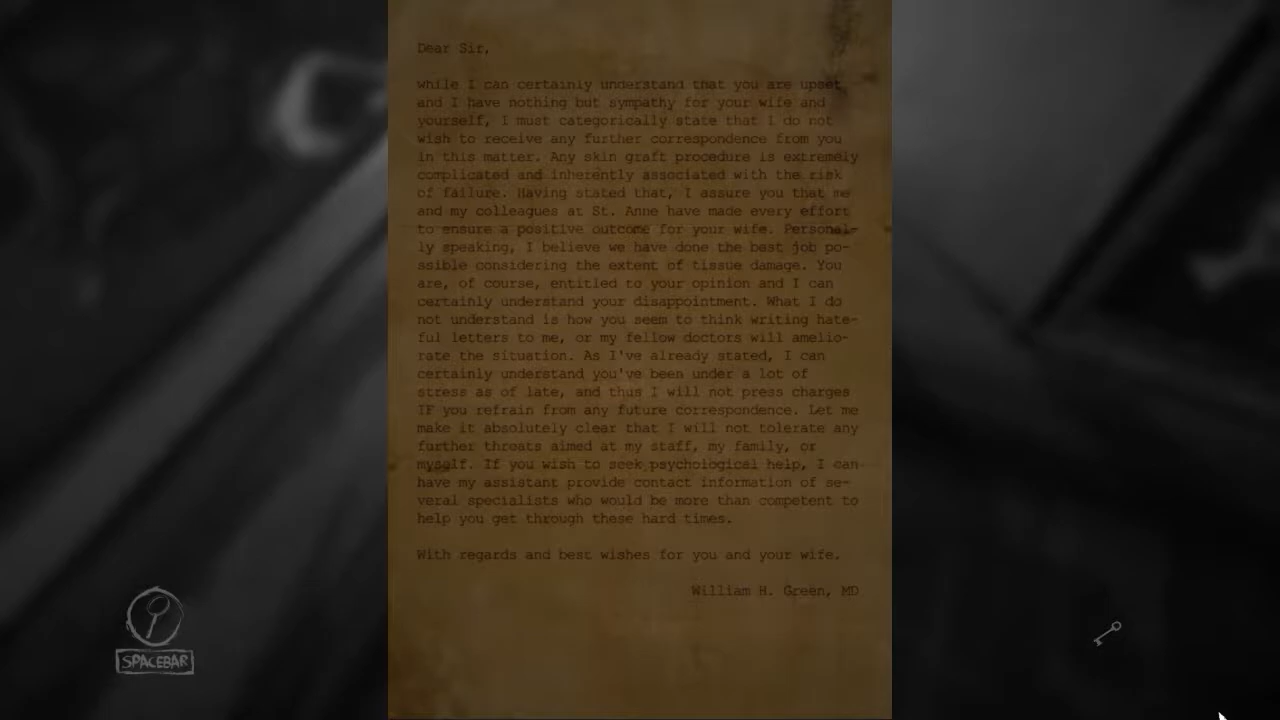 Dear Sir,
while I can certainly understand that you are upset
and I have nothing but sympathy for your wife and
yourself, I must categorically state that I do not
wish to receive any further correspondence from you
in this matter. Any skin graft procedure is extremely
complicated and inherently associated with the risk
of failure. Having stated that, I assure you that me
and my colleagues at St. Anne have made every effort
to ensure a positive outcome for your wife. Personal-
ly speaking, I believe we have done the best job po-
ssible considering the extent of tissue damage. You
are, of course, entitled to your opinion and I can
certainly understand your disappointment. What I do
not understand is how you seem to think writing hate-
ful letters to me, or my fellow doctors will amelio-
rate the situation. As I've already stated, I can
certainly understand you've been under a lot of
stress as of late, and thus I will not press charges
IF you refrain from any future correspondence. Let me
make it absolutely clear that I will not tolerate any
further threats aimed at my staff, my family, or
myself. If you wish to seek psychological help, I can
have my assistant provide contact information of se-
veral specialists who would be more than competent to
help you get through these hard times.
With regards and best wishes for you and your wife.
William H. Green, MD
SPACEBAR